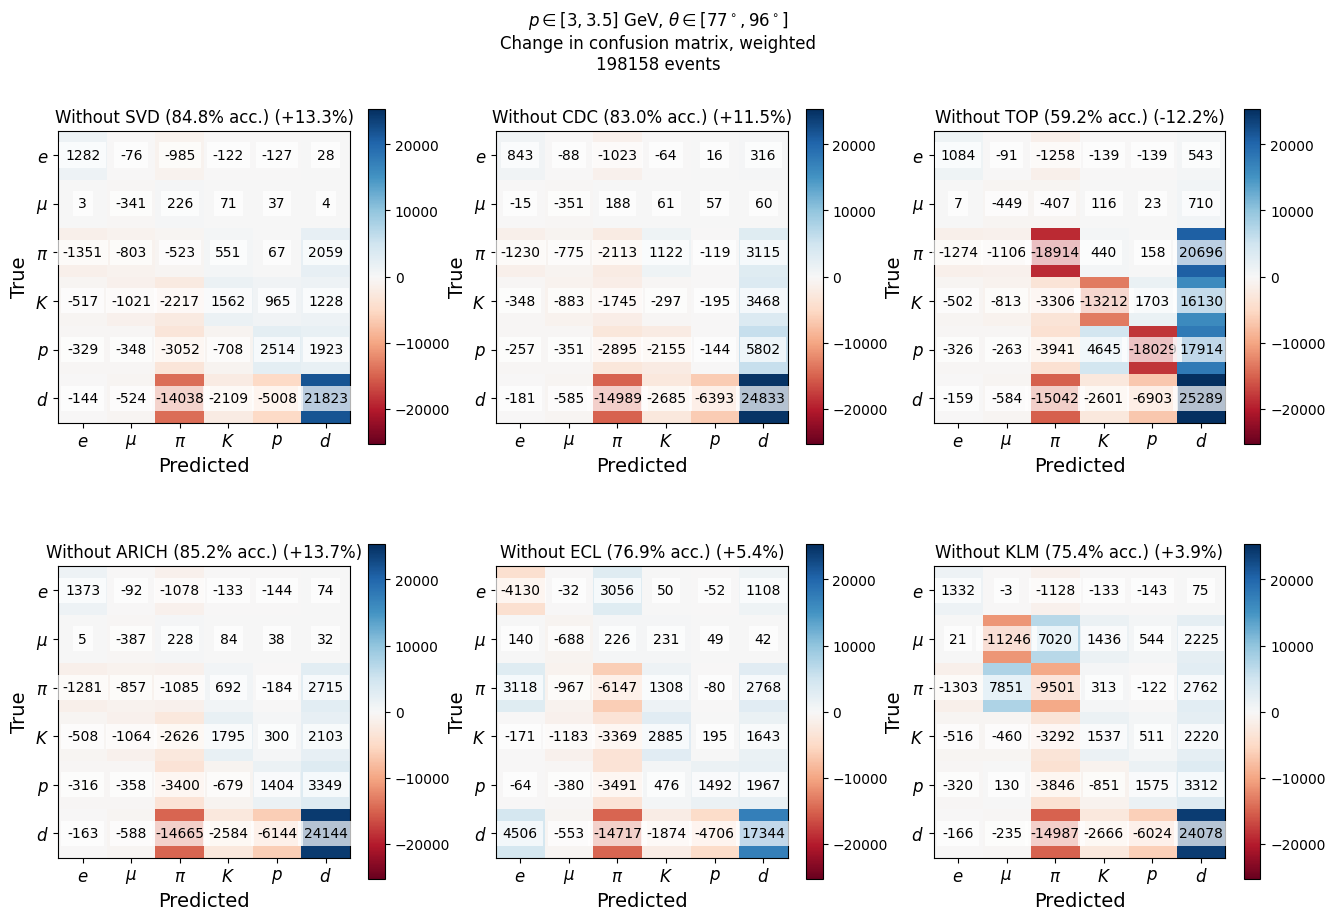 p ∈ [3, 3.5] GeV, θ ∈ [77°, 96°]
Change in confusion matrix, weighted
198158 events
Without SVD (84.8% acc.) (+13.3%)
True
e 1282 -76 -985 -122 -127 28
μ 3 -341 226 71 37 4
π -1351 -803 -523 551 67 2059
K -517 -1021 -2217 1562 965 1228
p -329 -348 -3052 -708 2514 1923
d -144 -524 -14038 -2109 -5008 21823
e μ π K p d
Predicted
20000
10000
0
−10000
−20000
Without CDC (83.0% acc.) (+11.5%)
True
843 -88 -1023 -64 16 316
-15 -351 188 61 57 60
-1230 -775 -2113 1122 -119 3115
-348 -883 -1745 -297 -195 3468
-257 -351 -2895 -2155 -144 5802
-181 -585 -14989 -2685 -6393 24833
e μ π K p d
Predicted
20000
10000
0
−10000
−20000
Without TOP (59.2% acc.) (-12.2%)
True
e 1084 -91 -1258 -139 -139 543
μ 7 -449 -407 116 23 710
π -1274 -1106 -18914 440 158 20696
K -502 -813 -3306 -13212 1703 16130
p -326 -263 -3941 4645 -18029 17914
d -159 -584 -15042 -2601 -6903 25289
e μ π K p d
Predicted
20000
10000
0
−10000
−20000
Without ARICH (85.2% acc.) (+13.7%)
True
e 1373 -92 -1078 -133 -144 74
μ 5 -387 228 84 38 32
π -1281 -857 -1085 692 -184 2715
K -508 -1064 -2626 1795 300 2103
p -316 -358 -3400 -679 1404 3349
d -163 -588 -14665 -2584 -6144 24144
e μ π K p d
Predicted
20000
10000
0
−10000
−20000
Without ECL (76.9% acc.) (+5.4%)
True
e -4130 -32 3056 50 -52 1108
μ 140 -688 226 231 49 42
π 3118 -967 -6147 1308 -80 2768
K -171 -1183 -3369 2885 195 1643
p -64 -380 -3491 476 1492 1967
d 4506 -553 -14717 -1874 -4706 17344
e μ π K p d
Predicted
20000
10000
0
−10000
−20000
Without KLM (75.4% acc.) (+3.9%)
True
e 1332 -3 -1128 -133 -143 75
μ 21 -11246 7020 1436 544 2225
π -1303 7851 -9501 313 -122 2762
K -516 -460 -3292 1537 511 2220
p -320 130 -3846 -851 1575 3312
d -166 -235 -14987 -2666 -6024 24078
e μ π K p d
Predicted
20000
10000
0
−10000
−20000